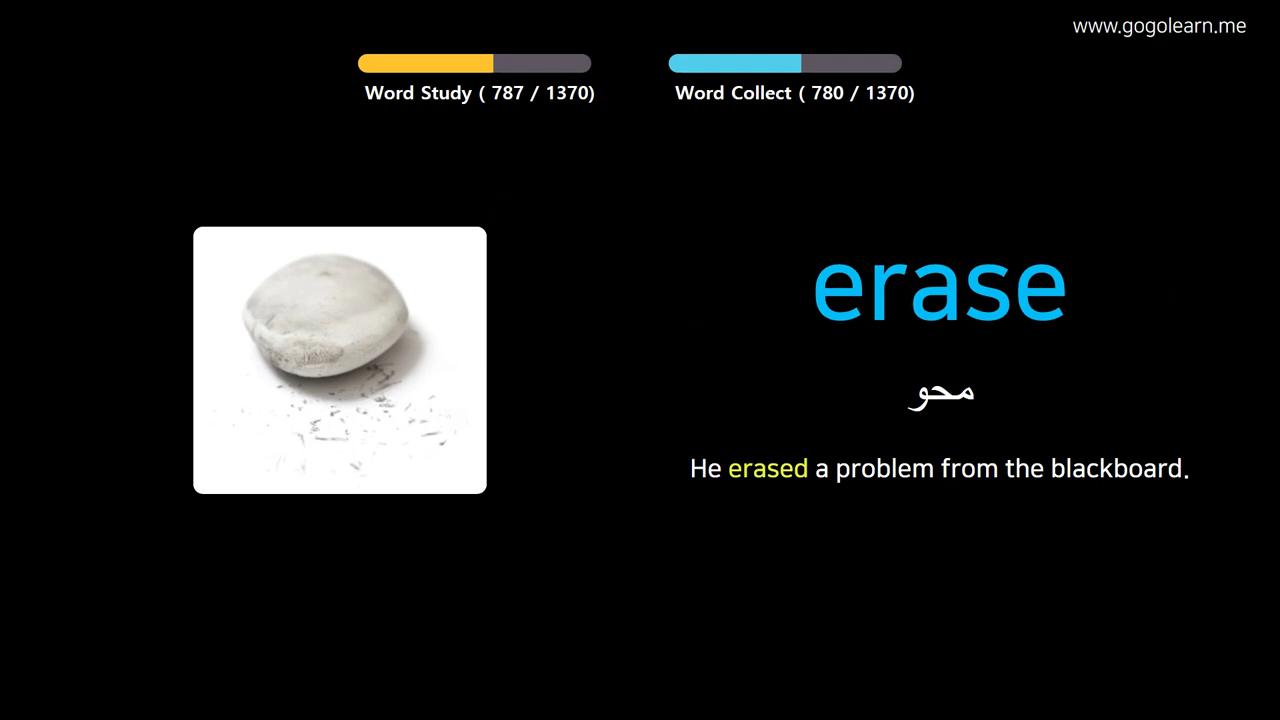 www.gogolearn.me
Word Study ( 787 / 1370)
Word Collect ( 780 / 1370)
erase
محو
He erased a problem from the blackboard.